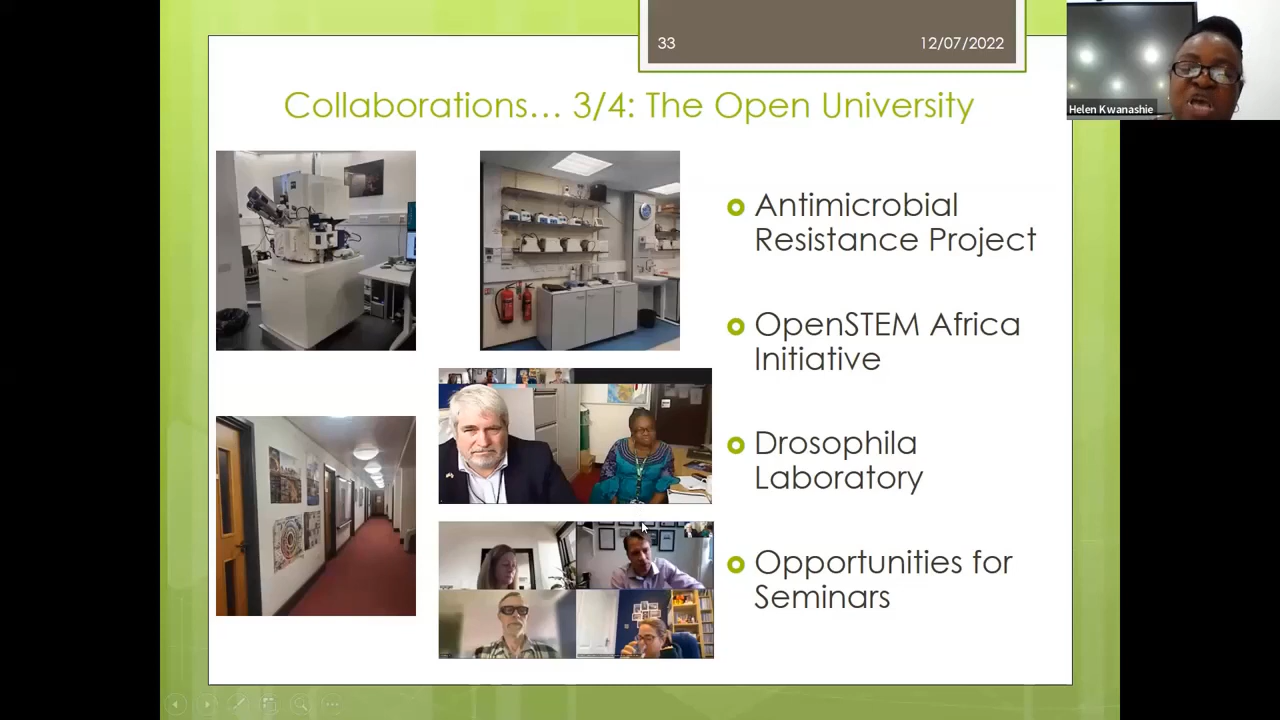 33
12/07/2022
Helen Kwanashie
Collaborations… 3/4: The Open University
Antimicrobial
Resistance Project
OpenSTEM Africa
Initiative
Drosophila
Laboratory
Opportunities for
Seminars